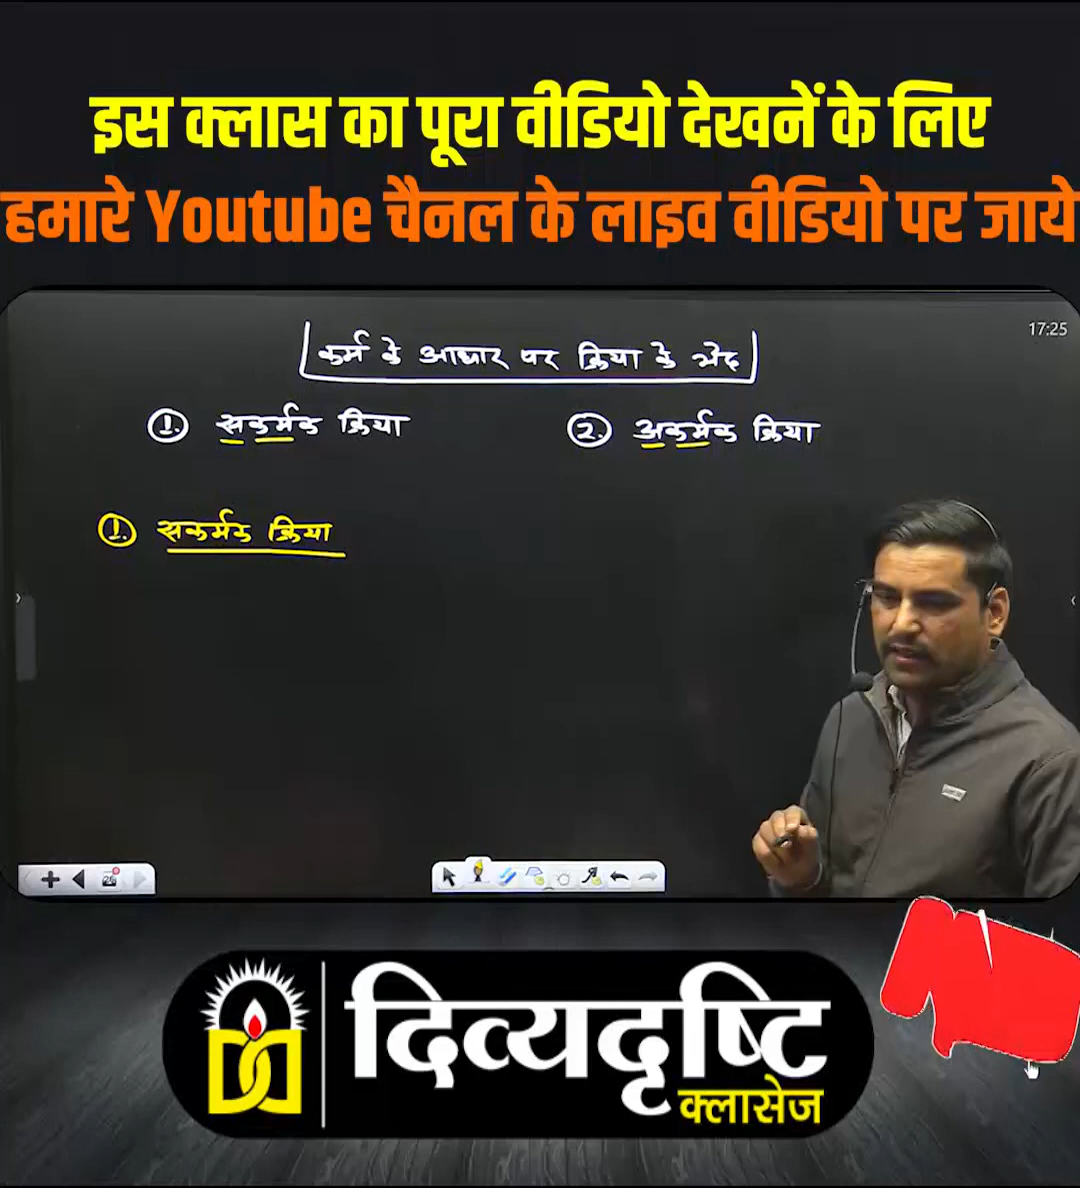 इस क्लास का पूरा वीडियो देखनें के लिए
हमारे Youtube चैनल के लाइव वीडियो पर जाये
17:25
कर्म के आधार पर क्रिया के भेद
1. सकर्मक क्रिया
2. अकर्मक क्रिया
1. सकर्मक क्रिया
दिव्यदृष्टि
क्लासेज